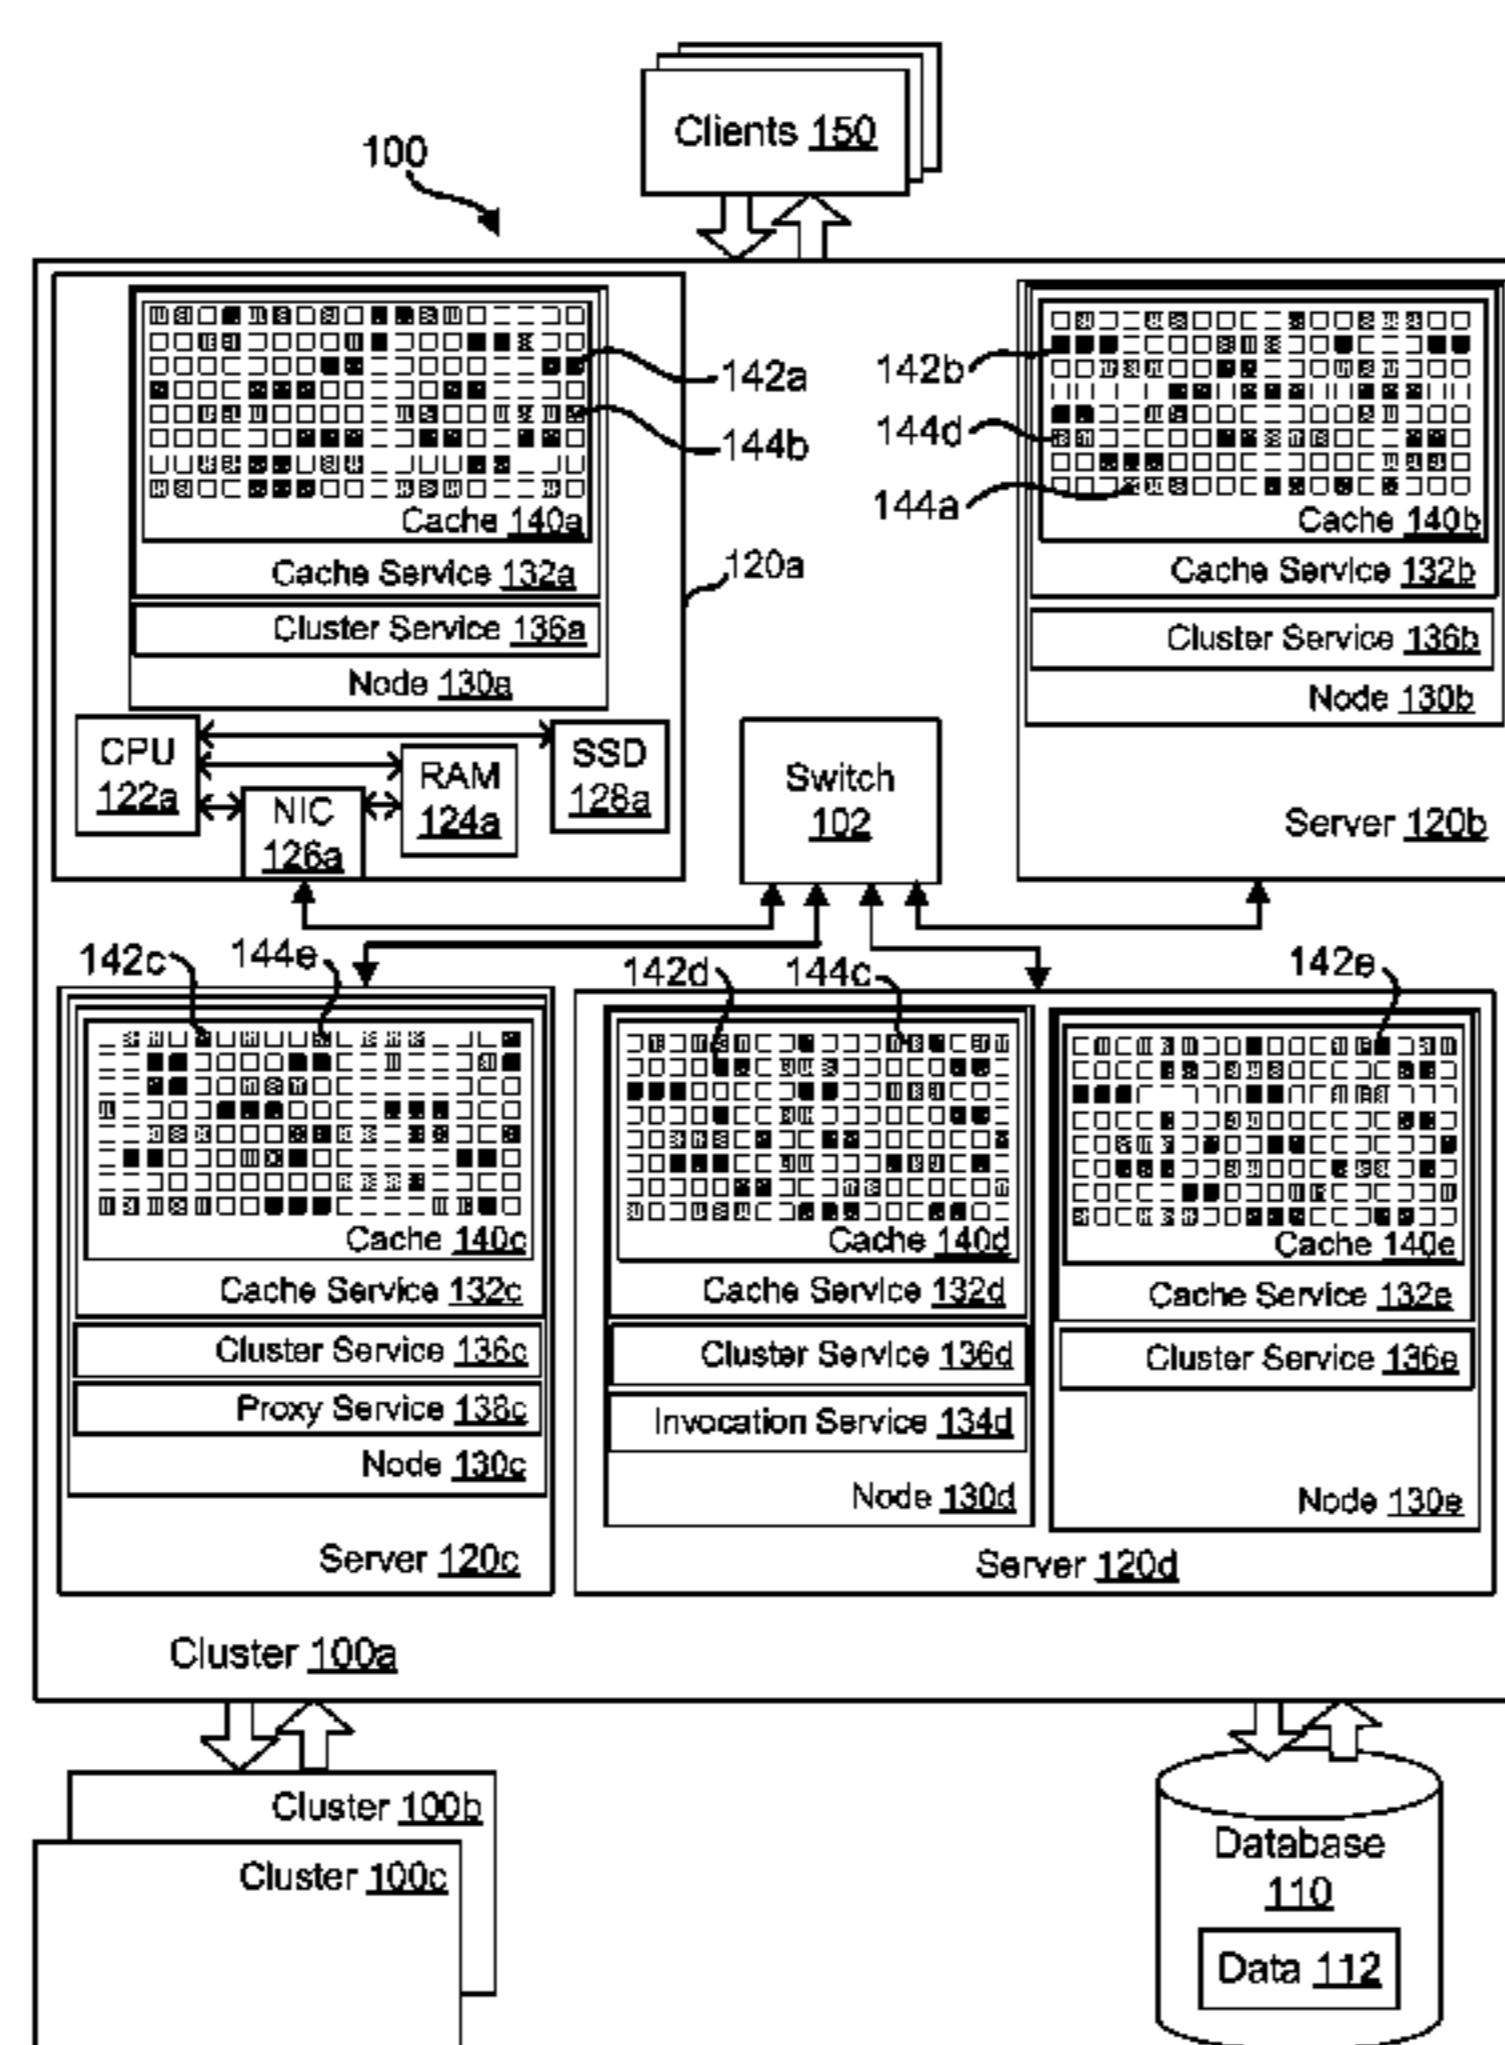 Clients 150
100
142a
144b
Cache 140a
Cache Service 132a
120a
Cluster Service 136a
Node 130a
CPU
122a
NIC
126a
RAM
124a
SSD
128a
142b
144d
144a
Cache 140b
Cache Service 132b
Cluster Service 136b
Node 130b
Server 120b
Switch
102
142c
144e
Cache 140c
Cache Service 132c
Cluster Service 136c
Proxy Service 138c
Node 130c
Server 120c
142d
144c
Cache 140d
Cache Service 132d
Cluster Service 136d
Invocation Service 134d
Node 130d
142e
Cache 140e
Cache Service 132e
Cluster Service 136e
Node 130e
Server 120d
Cluster 100a
Cluster 100b
Cluster 100c
Database
110
Data 112